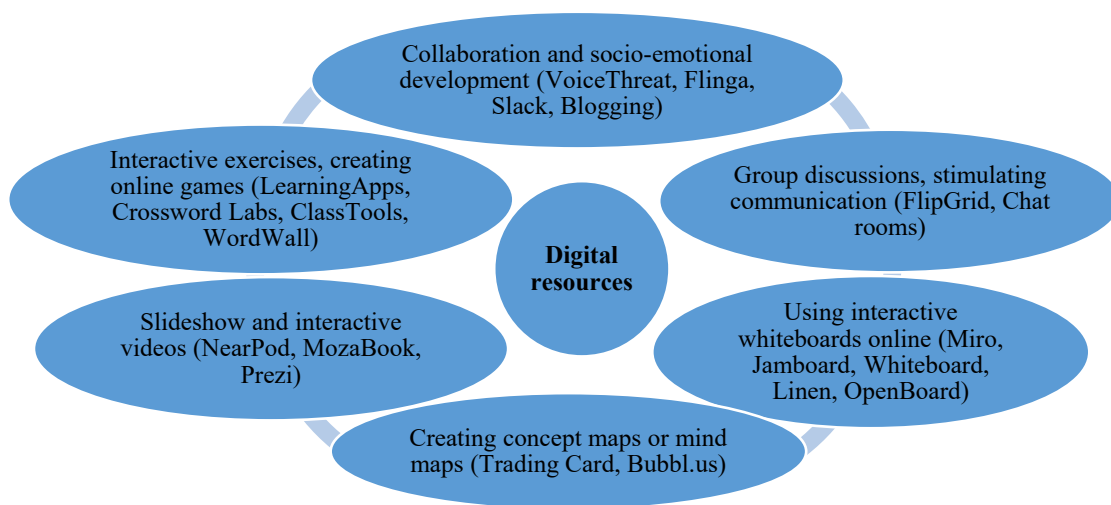 Collaboration and socio-emotional
development (VoiceThreat, Flinga,
Slack, Blogging)
Interactive exercises, creating
online games (LearningApps,
Crossword Labs, ClassTools,
WordWall)
Group discussions, stimulating
communication (FlipGrid, Chat
rooms)
Digital
resources
Slideshow and interactive
videos (NearPod, MozaBook,
Prezi)
Using interactive
whiteboards online (Miro,
Jamboard, Whiteboard,
Linen, OpenBoard)
Creating concept maps or mind
maps (Trading Card, Bubbl.us)